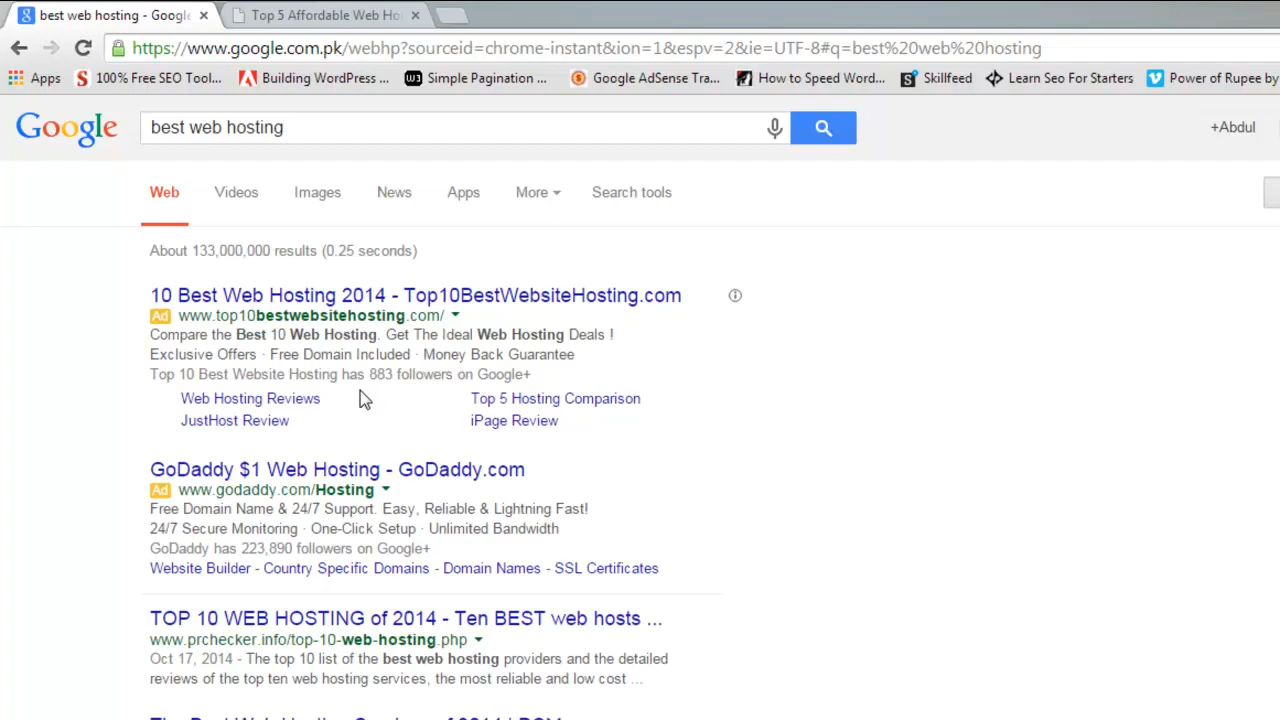 best web hosting - Google
Top 5 Affordable Web Ho
https://www.google.com.pk/webhp?sourceid=chrome-instant&ion=1&espv=2&ie=UTF-8#q=best%20web%20hosting
Apps 100% Free SEO Tool... Building WordPress ... Simple Pagination ... Google AdSense Tra... How to Speed Word... Skillfeed Learn Seo For Starters Power of Rupee by
Google best web hosting +Abdul
Web Videos Images News Apps More Search tools
About 133,000,000 results (0.25 seconds)
10 Best Web Hosting 2014 - Top10BestWebsiteHosting.com
Ad www.top10bestwebsitehosting.com/
Compare the Best 10 Web Hosting. Get The Ideal Web Hosting Deals !
Exclusive Offers · Free Domain Included · Money Back Guarantee
Top 10 Best Website Hosting has 883 followers on Google+
Web Hosting Reviews Top 5 Hosting Comparison
JustHost Review iPage Review
GoDaddy $1 Web Hosting - GoDaddy.com
Ad www.godaddy.com/Hosting
Free Domain Name & 24/7 Support. Easy, Reliable & Lightning Fast!
24/7 Secure Monitoring · One-Click Setup · Unlimited Bandwidth
GoDaddy has 223,890 followers on Google+
Website Builder - Country Specific Domains - Domain Names - SSL Certificates
TOP 10 WEB HOSTING of 2014 - Ten BEST web hosts ...
www.prchecker.info/top-10-web-hosting.php
Oct 17, 2014 - The top 10 list of the best web hosting providers and the detailed
reviews of the top ten web hosting services, the most reliable and low cost ...